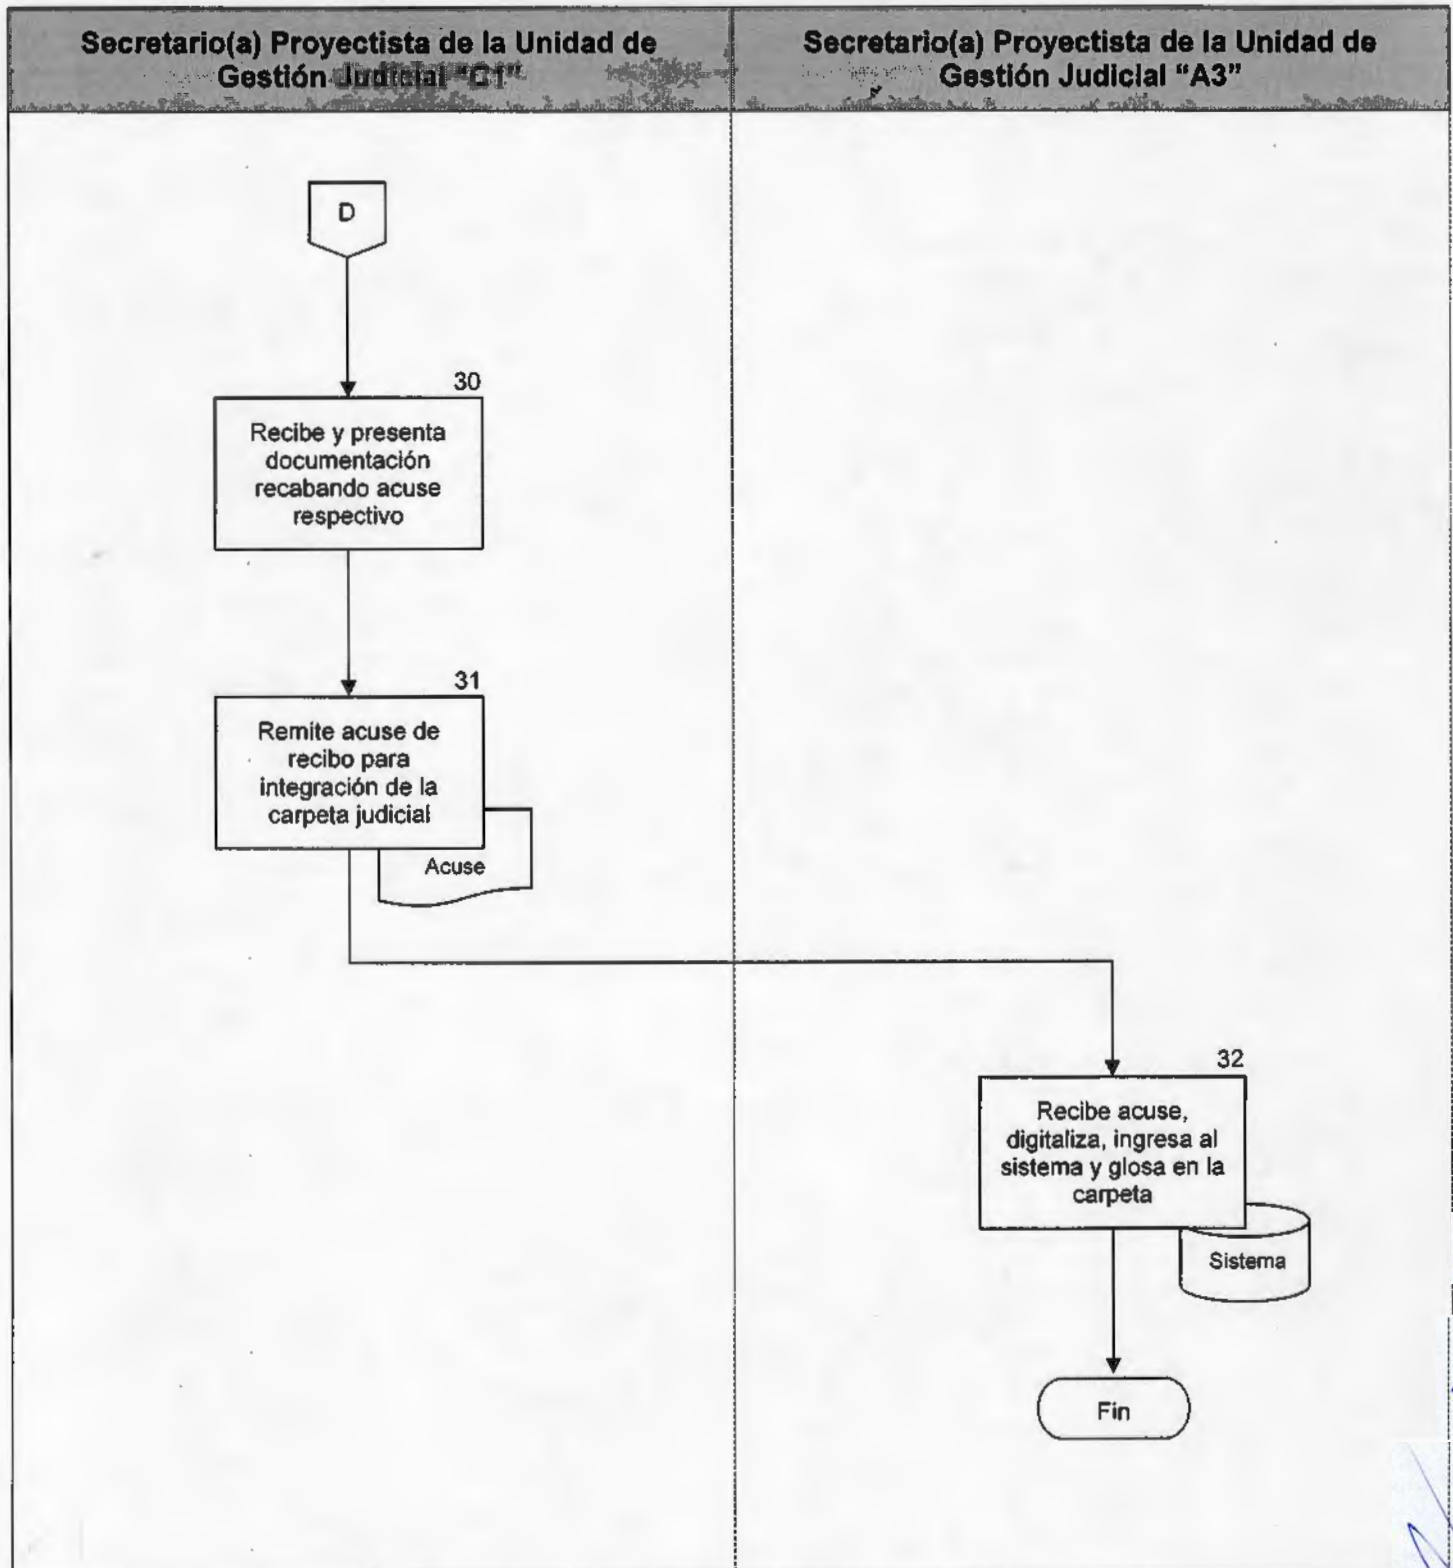 Secretario(a) Proyectista de la Unidad de
Gestión Judicial "C1"
Secretario(a) Proyectista de la Unidad de
Gestión Judicial "A3"
D
30
Recibe y presenta
documentación
recabando acuse
respectivo
31
Remite acuse de
recibo para
integración de la
carpeta judicial
Acuse
32
Recibe acuse,
digitaliza, ingresa al
sistema y glosa en la
carpeta
Sistema
Fin